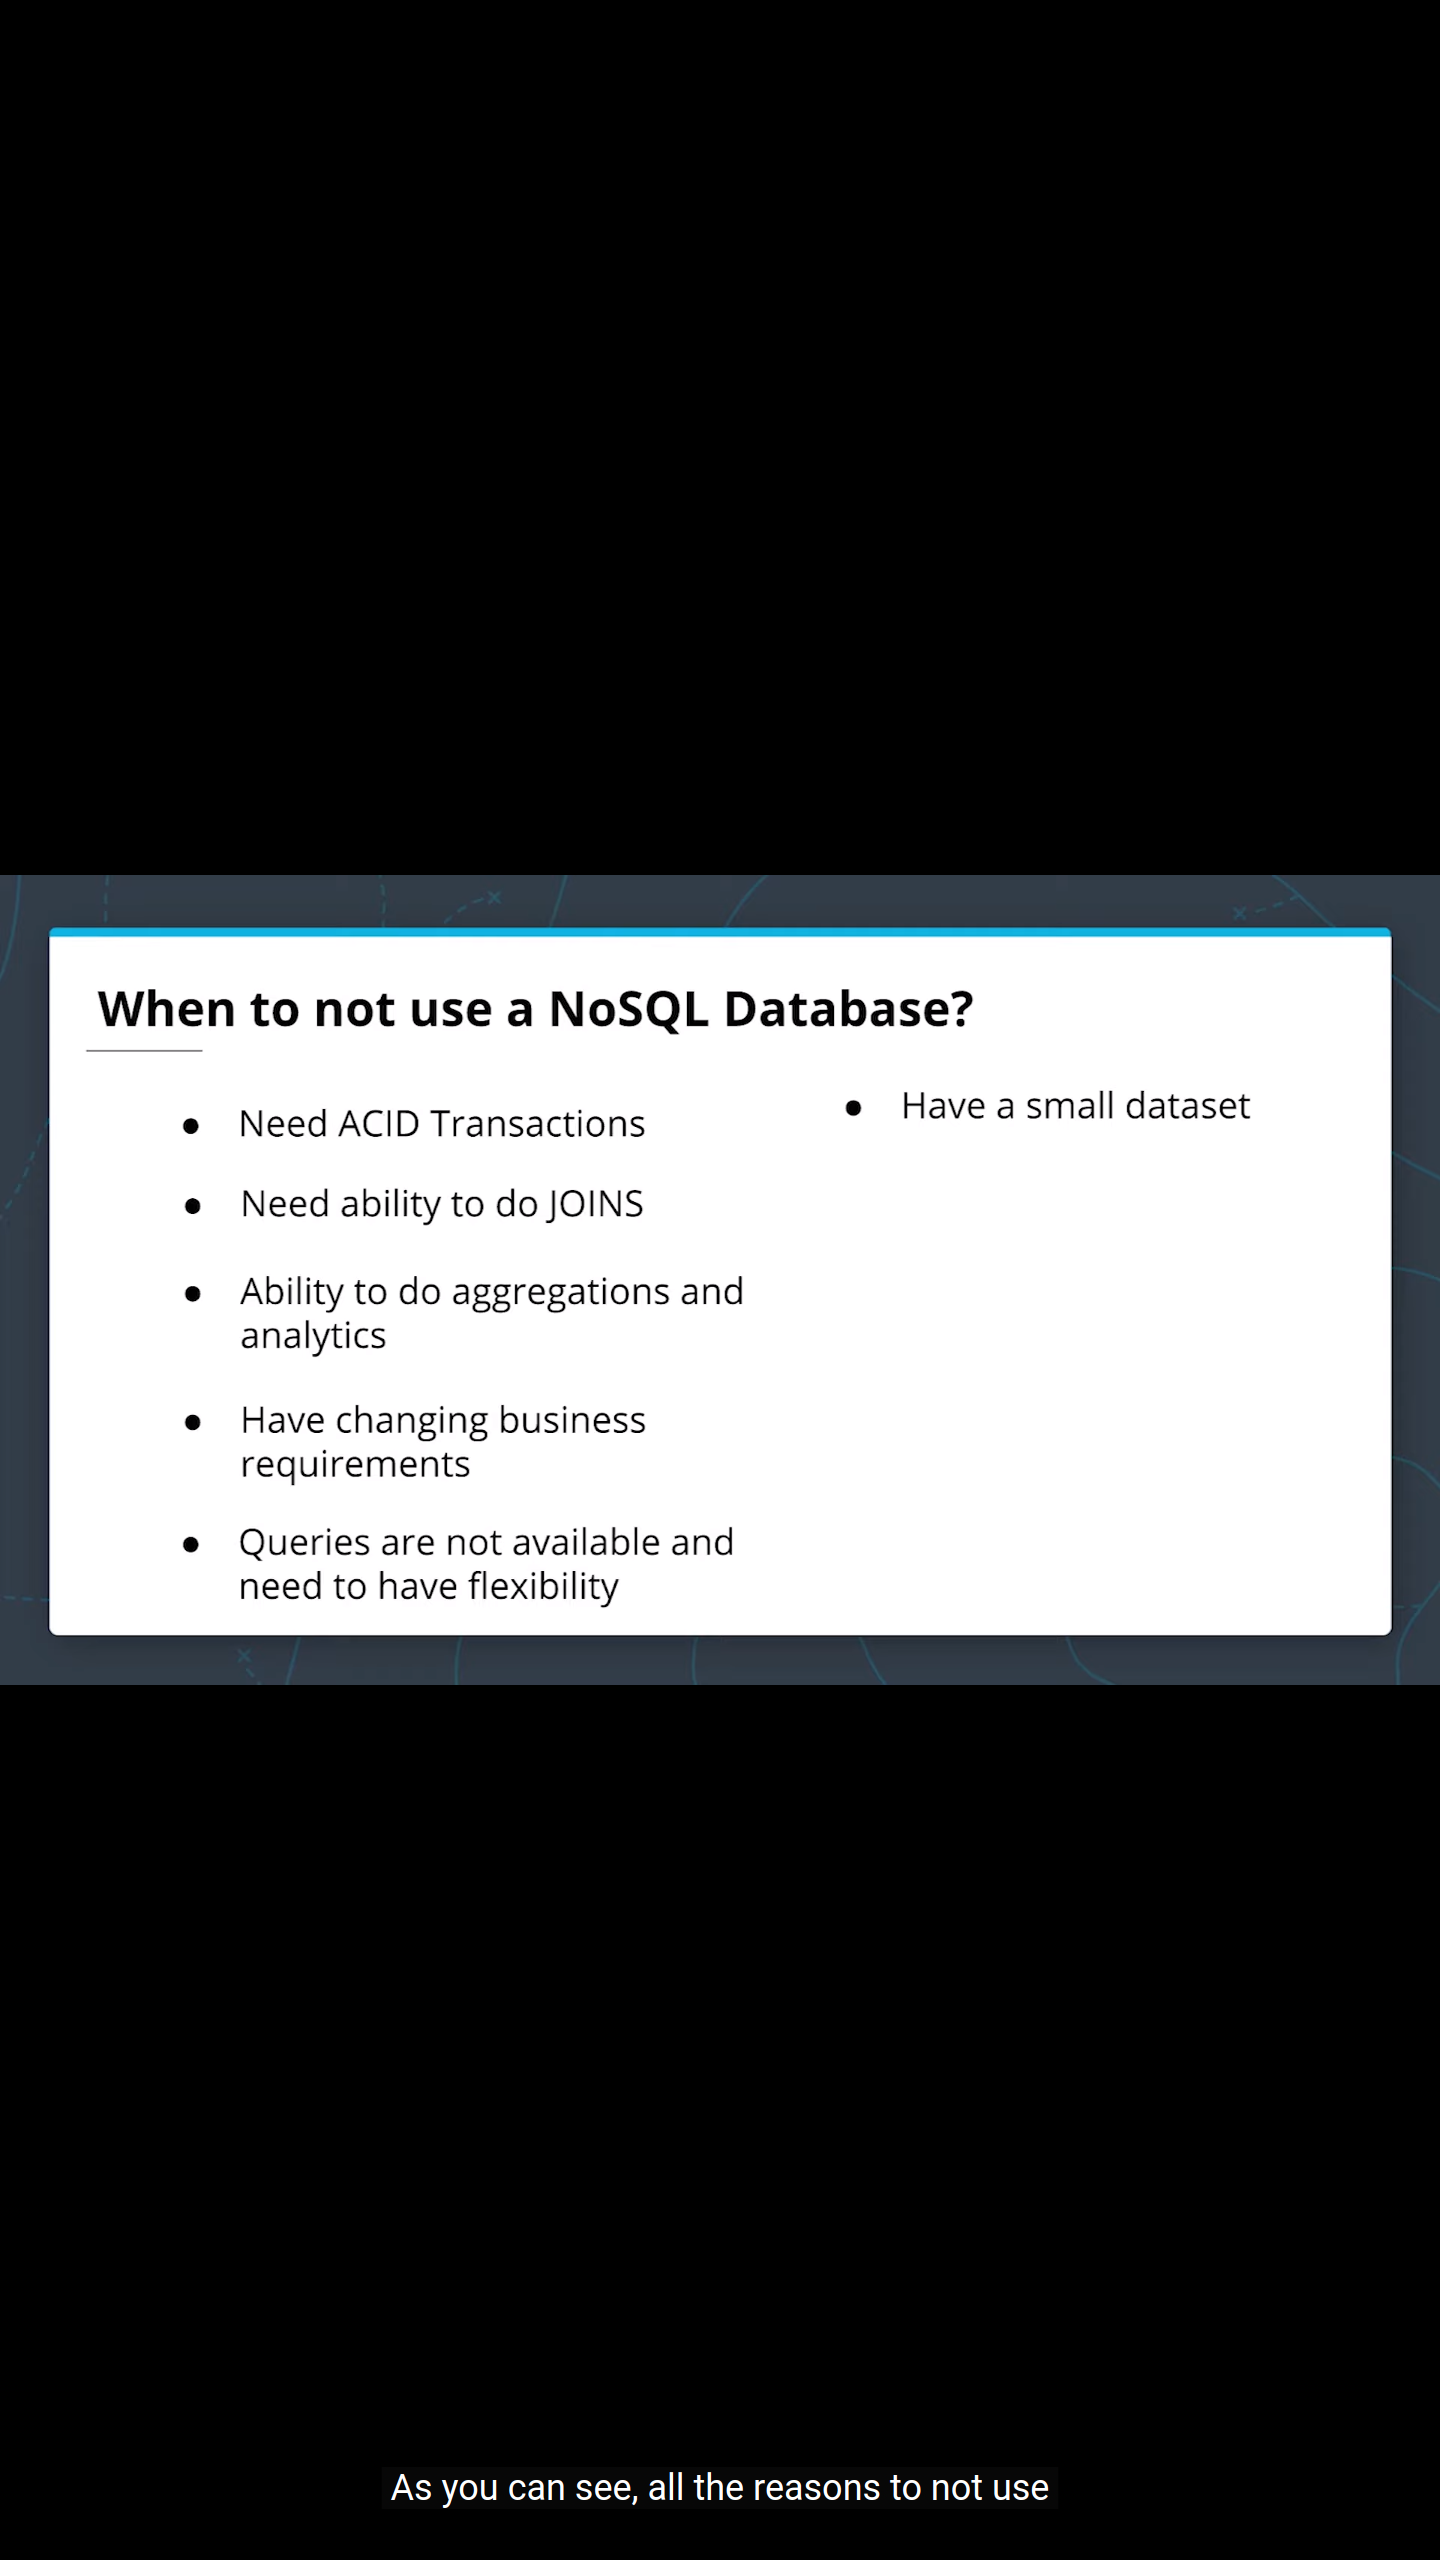 When to not use a NoSQL Database?
● Need ACID Transactions
● Need ability to do JOINS
● Ability to do aggregations and
analytics
● Have changing business
requirements
● Queries are not available and
need to have flexibility
● Have a small dataset
As you can see, all the reasons to not use